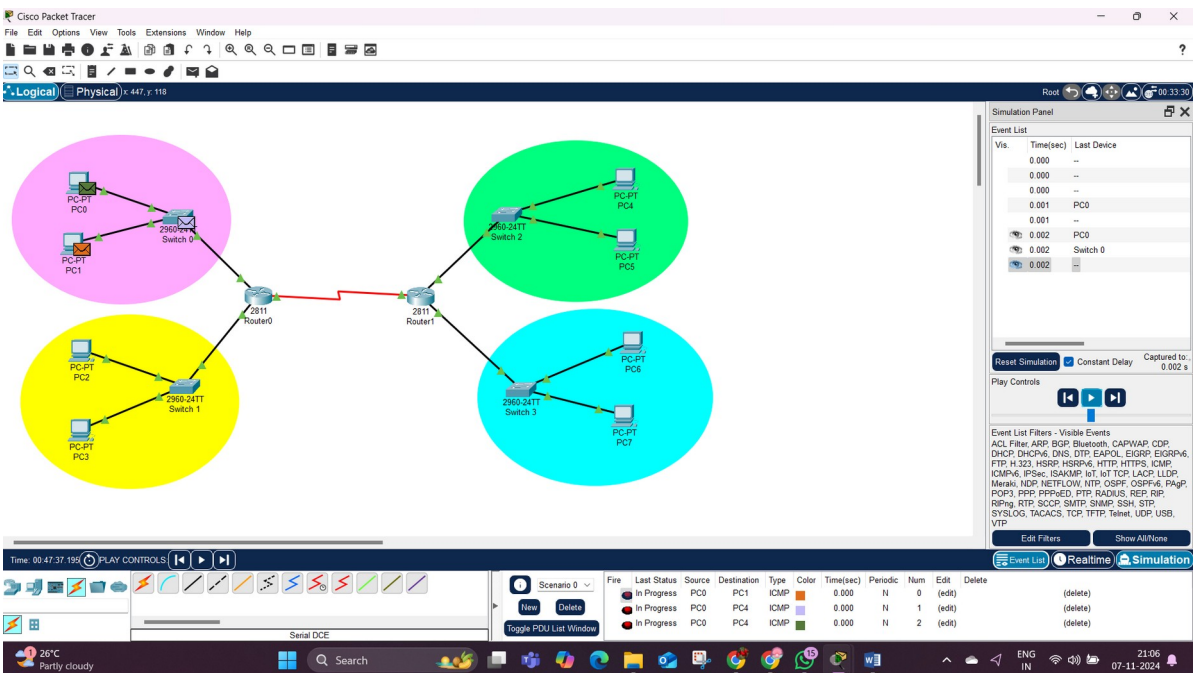 Cisco Packet Tracer
File Edit Options View Tools Extensions Window Help
?
Logical Physical x: 447, y: 118 Root 00:33:30
PC-PT
PC0
PC-PT
PC1
2960-24TT
Switch 0
PC-PT
PC4
2960-24TT
Switch 2
PC-PT
PC5
2811
Router0
2811
Router1
PC-PT
PC2
2960-24TT
Switch 1
PC-PT
PC3
PC-PT
PC6
2960-24TT
Switch 3
PC-PT
PC7
Simulation Panel
Event List
Vis. Time(sec) Last Device
0.000 --
0.000 --
0.000 --
0.001 PC0
0.001 --
0.002 PC0
0.002 Switch 0
0.002 --
Reset Simulation Constant Delay Captured to:
0.002 s
Play Controls
Event List Filters - Visible Events
ACL Filter, ARP, BGP, Bluetooth, CAPWAP, CDP,
DHCP, DHCPv6, DNS, DTP, EAPOL, EIGRP, EIGRPv6,
FTP, H.323, HSRP, HSRPv6, HTTP, HTTPS, ICMP,
ICMPv6, IPSec, ISAKMP, IoT, IoT TCP, LACP, LLDP,
Meraki, NDP, NETFLOW, NTP, OSPF, OSPFv6, PAgP,
POP3, PPP, PPPoED, PTP, RADIUS, REP, RIP,
RIPng, RTP, SCCP, SMTP, SNMP, SSH, STP,
SYSLOG, TACACS, TCP, TFTP, Telnet, UDP, USB,
VTP
Edit Filters Show All/None
Time: 00:47:37.195 PLAY CONTROLS: Event List Realtime Simulation
Serial DCE
Scenario 0
New Delete
Toggle PDU List Window
Fire Last Status Source Destination Type Color Time(sec) Periodic Num Edit Delete
In Progress PC0 PC1 ICMP 0.000 N 0 (edit) (delete)
In Progress PC0 PC4 ICMP 0.000 N 1 (edit) (delete)
In Progress PC0 PC4 ICMP 0.000 N 2 (edit) (delete)
1
26°C
Partly cloudy
Search
15
ENG
IN
21:06
07-11-2024